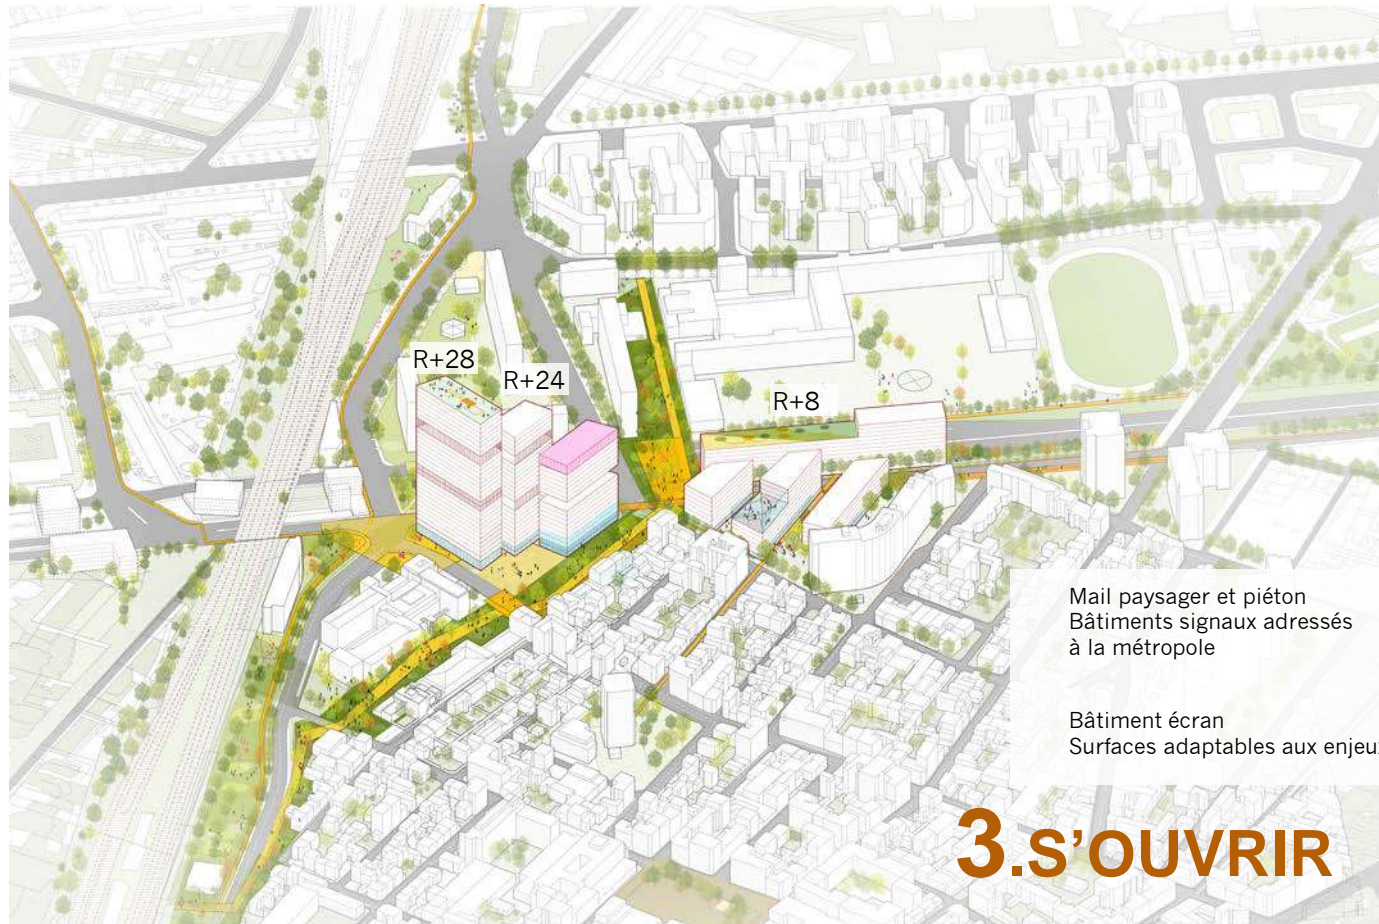 R+28
R+24
R+8
Mail paysager et piéton
Bâtiments signaux adressés
à la métropole
Bâtiment écran
Surfaces adaptables aux enjeux
3.S’OUVRIR